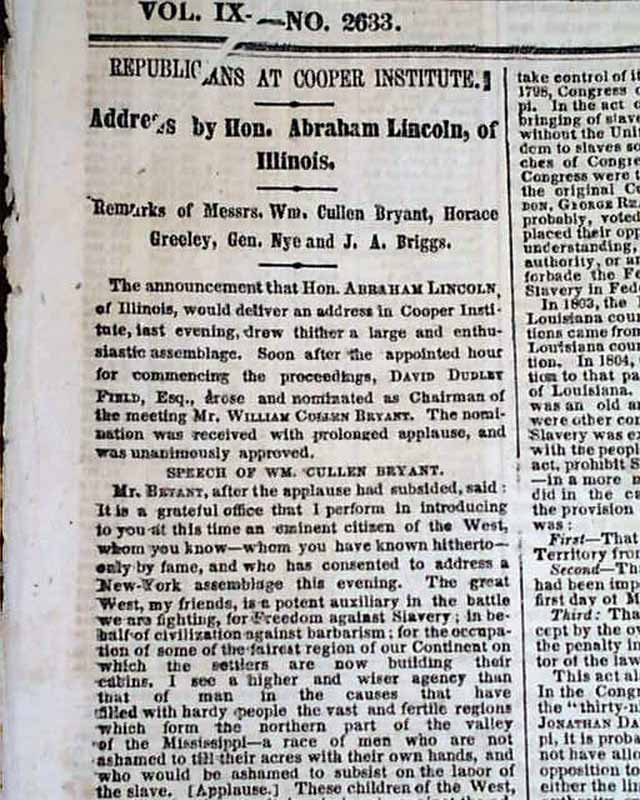 VOL. IX-—NO. 2633.
REPUBLICANS AT COOPER INSTITUTE.
Address by Hon. Abraham Lincoln, of
Illinois.
Remarks of Messrs. Wm. Cullen Bryant, Horace
Greeley, Gen. Nye and J. A. Briggs.
The announcement that Hon. ABRAHAM LINCOLN,
of Illinois, would deliver an address in Cooper Insti-
tute, last evening, drew thither a large and enthu-
siastic assemblage. Soon after the appointed hour
for commencing the proceedings, DAVID DUDLEY
FIELD, Esq., arose and nominated as Chairman of
the meeting Mr. WILLIAM CULLEN BRYANT. The nomi-
nation was received with prolonged applause, and
was unanimously approved.
SPEECH OF WM. CULLEN BRYANT.
Mr. BRYANT, after the applause had subsided, said:
It is a grateful office that I perform in introducing
to you at this time an eminent citizen of the West,
whom you know—whom you have known hitherto—
only by fame, and who has consented to address a
New-York assemblage this evening. The great
West, my friends, is a potent auxiliary in the battle
we are fighting, for Freedom against Slavery; in be-
half of civilization against barbarism; for the occupa-
tion of some of the fairest region of our Continent on
which the settlers are now building their
cabins. I see a higher and wiser agency than
that of man in the causes that have
filled with hardy people the vast and fertile regions
which form the northern part of the valley
of the Mississippi—a race of men who are not
ashamed to till their acres with their own hands, and
who would be ashamed to subsist on the labor of
the slave. [Applause.] These children of the West,
take control of it
1798, Congress
pi. In the act
bringing of slave
without the Unit
dem to slaves so
ches of Congre
Congress were t
the original C
DON, GEORGE REA
probably, voted
placed their opp
understanding,
authority, or a
forbade the Fe
Slavery in Fede
In 1803, the
Louisiana coun
tions came from
Louisiana coun
tion. In 1804,
tion to that pa
of Louisiana.
was an old a
were other co
Slavery was ex
with the people
act, prohibit S
—in a more
did in the ca
the provision
was:
First—That
Territory from
Second—Tha
had been imp
first day of M
Third: Tha
cept by the ow
the penalty in
tor of the law
This act al
In the Cong
the "thirty-n
JONATHAN DA
pi, it is proba
not have allo
opposition to
either the li